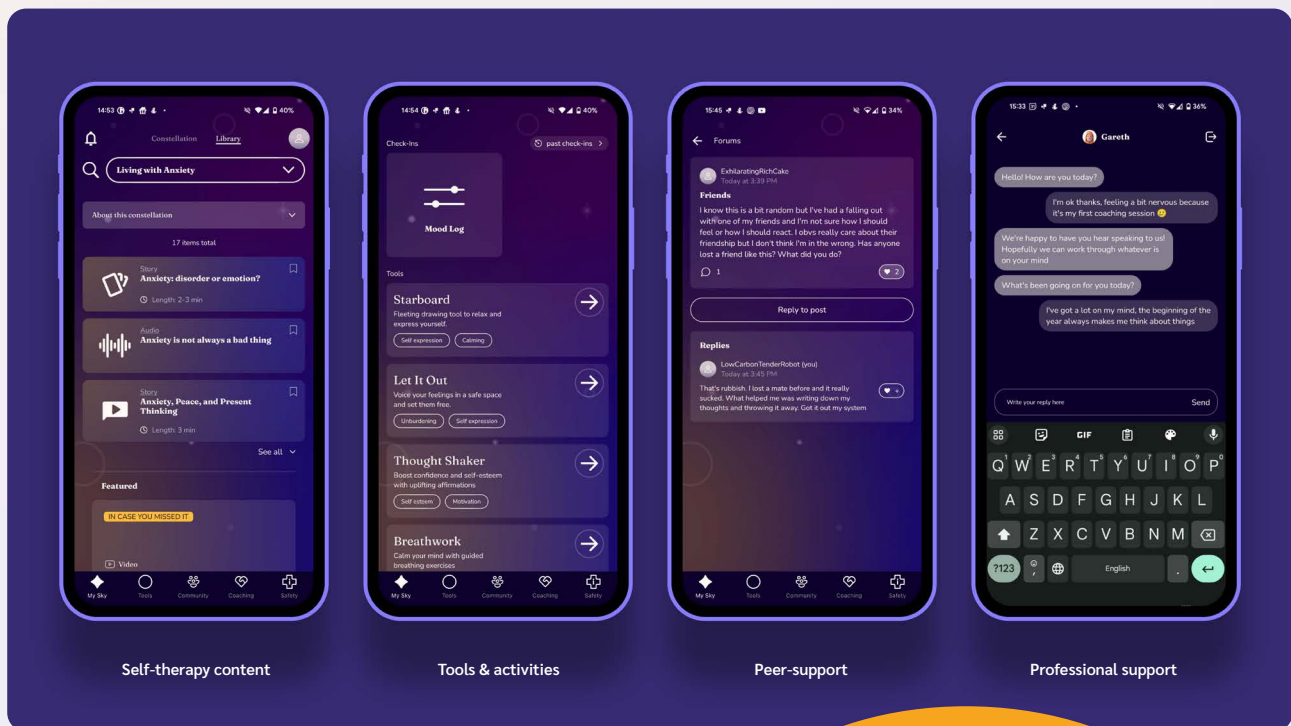 14:53
40%
Constellation Library
Living with Anxiety
About this constellation
17 items total
Story
Anxiety: disorder or emotion?
Length: 2-3 min
Audio
Anxiety is not always a bad thing
Story
Anxiety, Peace, and Present
Thinking
Length: 3 min
See all
Featured
IN CASE YOU MISSED IT
Video
My Sky Tools Community Coaching Safety
Self-therapy content
14:54
40%
Check-Ins
past check-ins
Mood Log
Tools
Starboard
Fleeting drawing tool to relax and
express yourself.
Self expression Calming
Let It Out
Voice your feelings in a safe space
and set them free.
Unburdening Self expression
Thought Shaker
Boost confidence and self-esteem
with uplifting affirmations
Self esteem Motivation
Breathwork
Calm your mind with guided
breathing exercises
My Sky Tools Community Coaching Safety
Tools & activities
15:45
34%
Forums
ExhilaratingRichCake
Today at 3:39 PM
Friends
I know this is a bit random but I've had a falling out
with one of my friends and I'm not sure how I should
feel or how I should react. I obvs really care about their
friendship but I don't think I'm in the wrong. Has anyone
lost a friend like this? What did you do?
1
2
Reply to post
Replies
LowCarbonTenderRobot (you)
Today at 3:45 PM
That's rubbish. I lost a mate before and it really
sucked. What helped me was writing down my
thoughts and throwing it away. Got it out my system
+
My Sky Tools Community Coaching Safety
Peer-support
15:33
36%
Gareth
Hello! How are you today?
I'm ok thanks, feeling a bit nervous because
it's my first coaching session
We're happy to have you hear speaking to us!
Hopefully we can work through whatever is
on your mind
What's been going on for you today?
I've got a lot on my mind, the beginning of the
year always makes me think about things
Write your reply here
Send
GIF
Q W E R T Y U I O P
1 2 3 4 5 6 7 8 9 0
A S D F G H J K L
Z X C V B N M
?123 , English .
Professional support